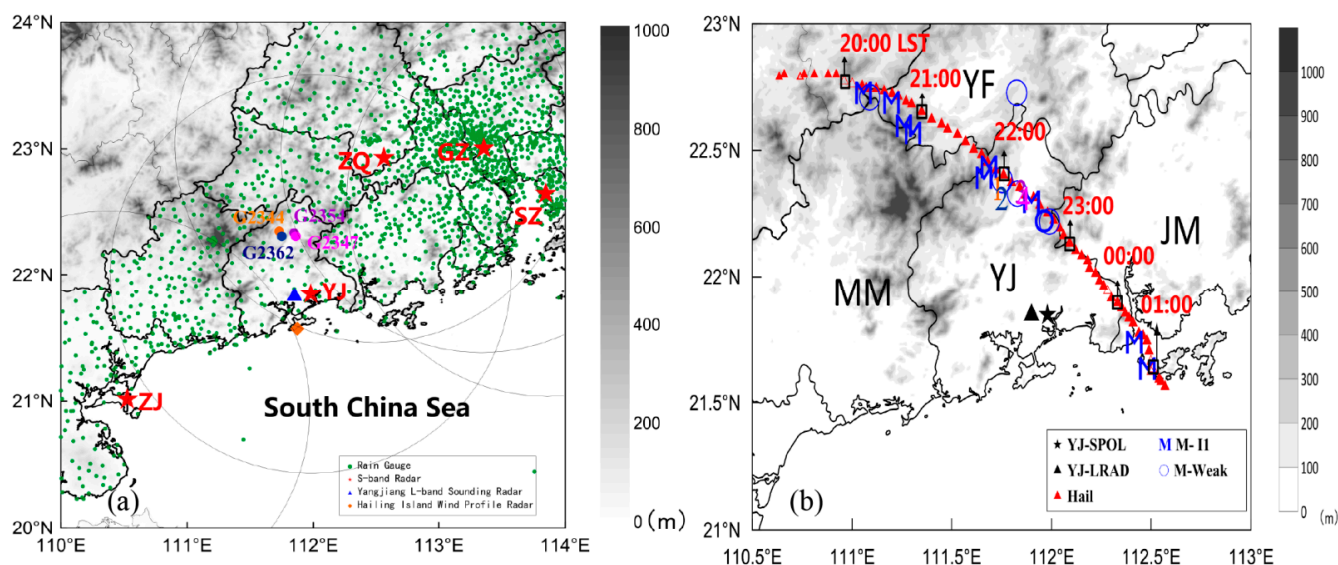 24°N
23°N
22°N
21°N
20°N
110°E
111°E
112°E
113°E
114°E
ZQ
GZ
SZ
G2344
G2354
G2362
G2347
YJ
ZJ
South China Sea
Rain Gauge
S-band Radar
Yangjiang L-band Sounding Radar
Hailing Island Wind Profile Radar
(a)
1000
800
600
400
200
0 (m)
23°N
22.5°N
22°N
21.5°N
21°N
110.5°E
111°E
111.5°E
112°E
112.5°E
113°E
20:00 LST
21:00
22:00
23:00
00:00
01:00
YF
JM
YJ
MM
M
M
M
M
M
M
M
M
M
1
2
YJ-SPOL
M M- I1
YJ-LRAD
M-Weak
Hail
(b)
1000
900
800
700
600
500
400
300
200
100
0
(m)